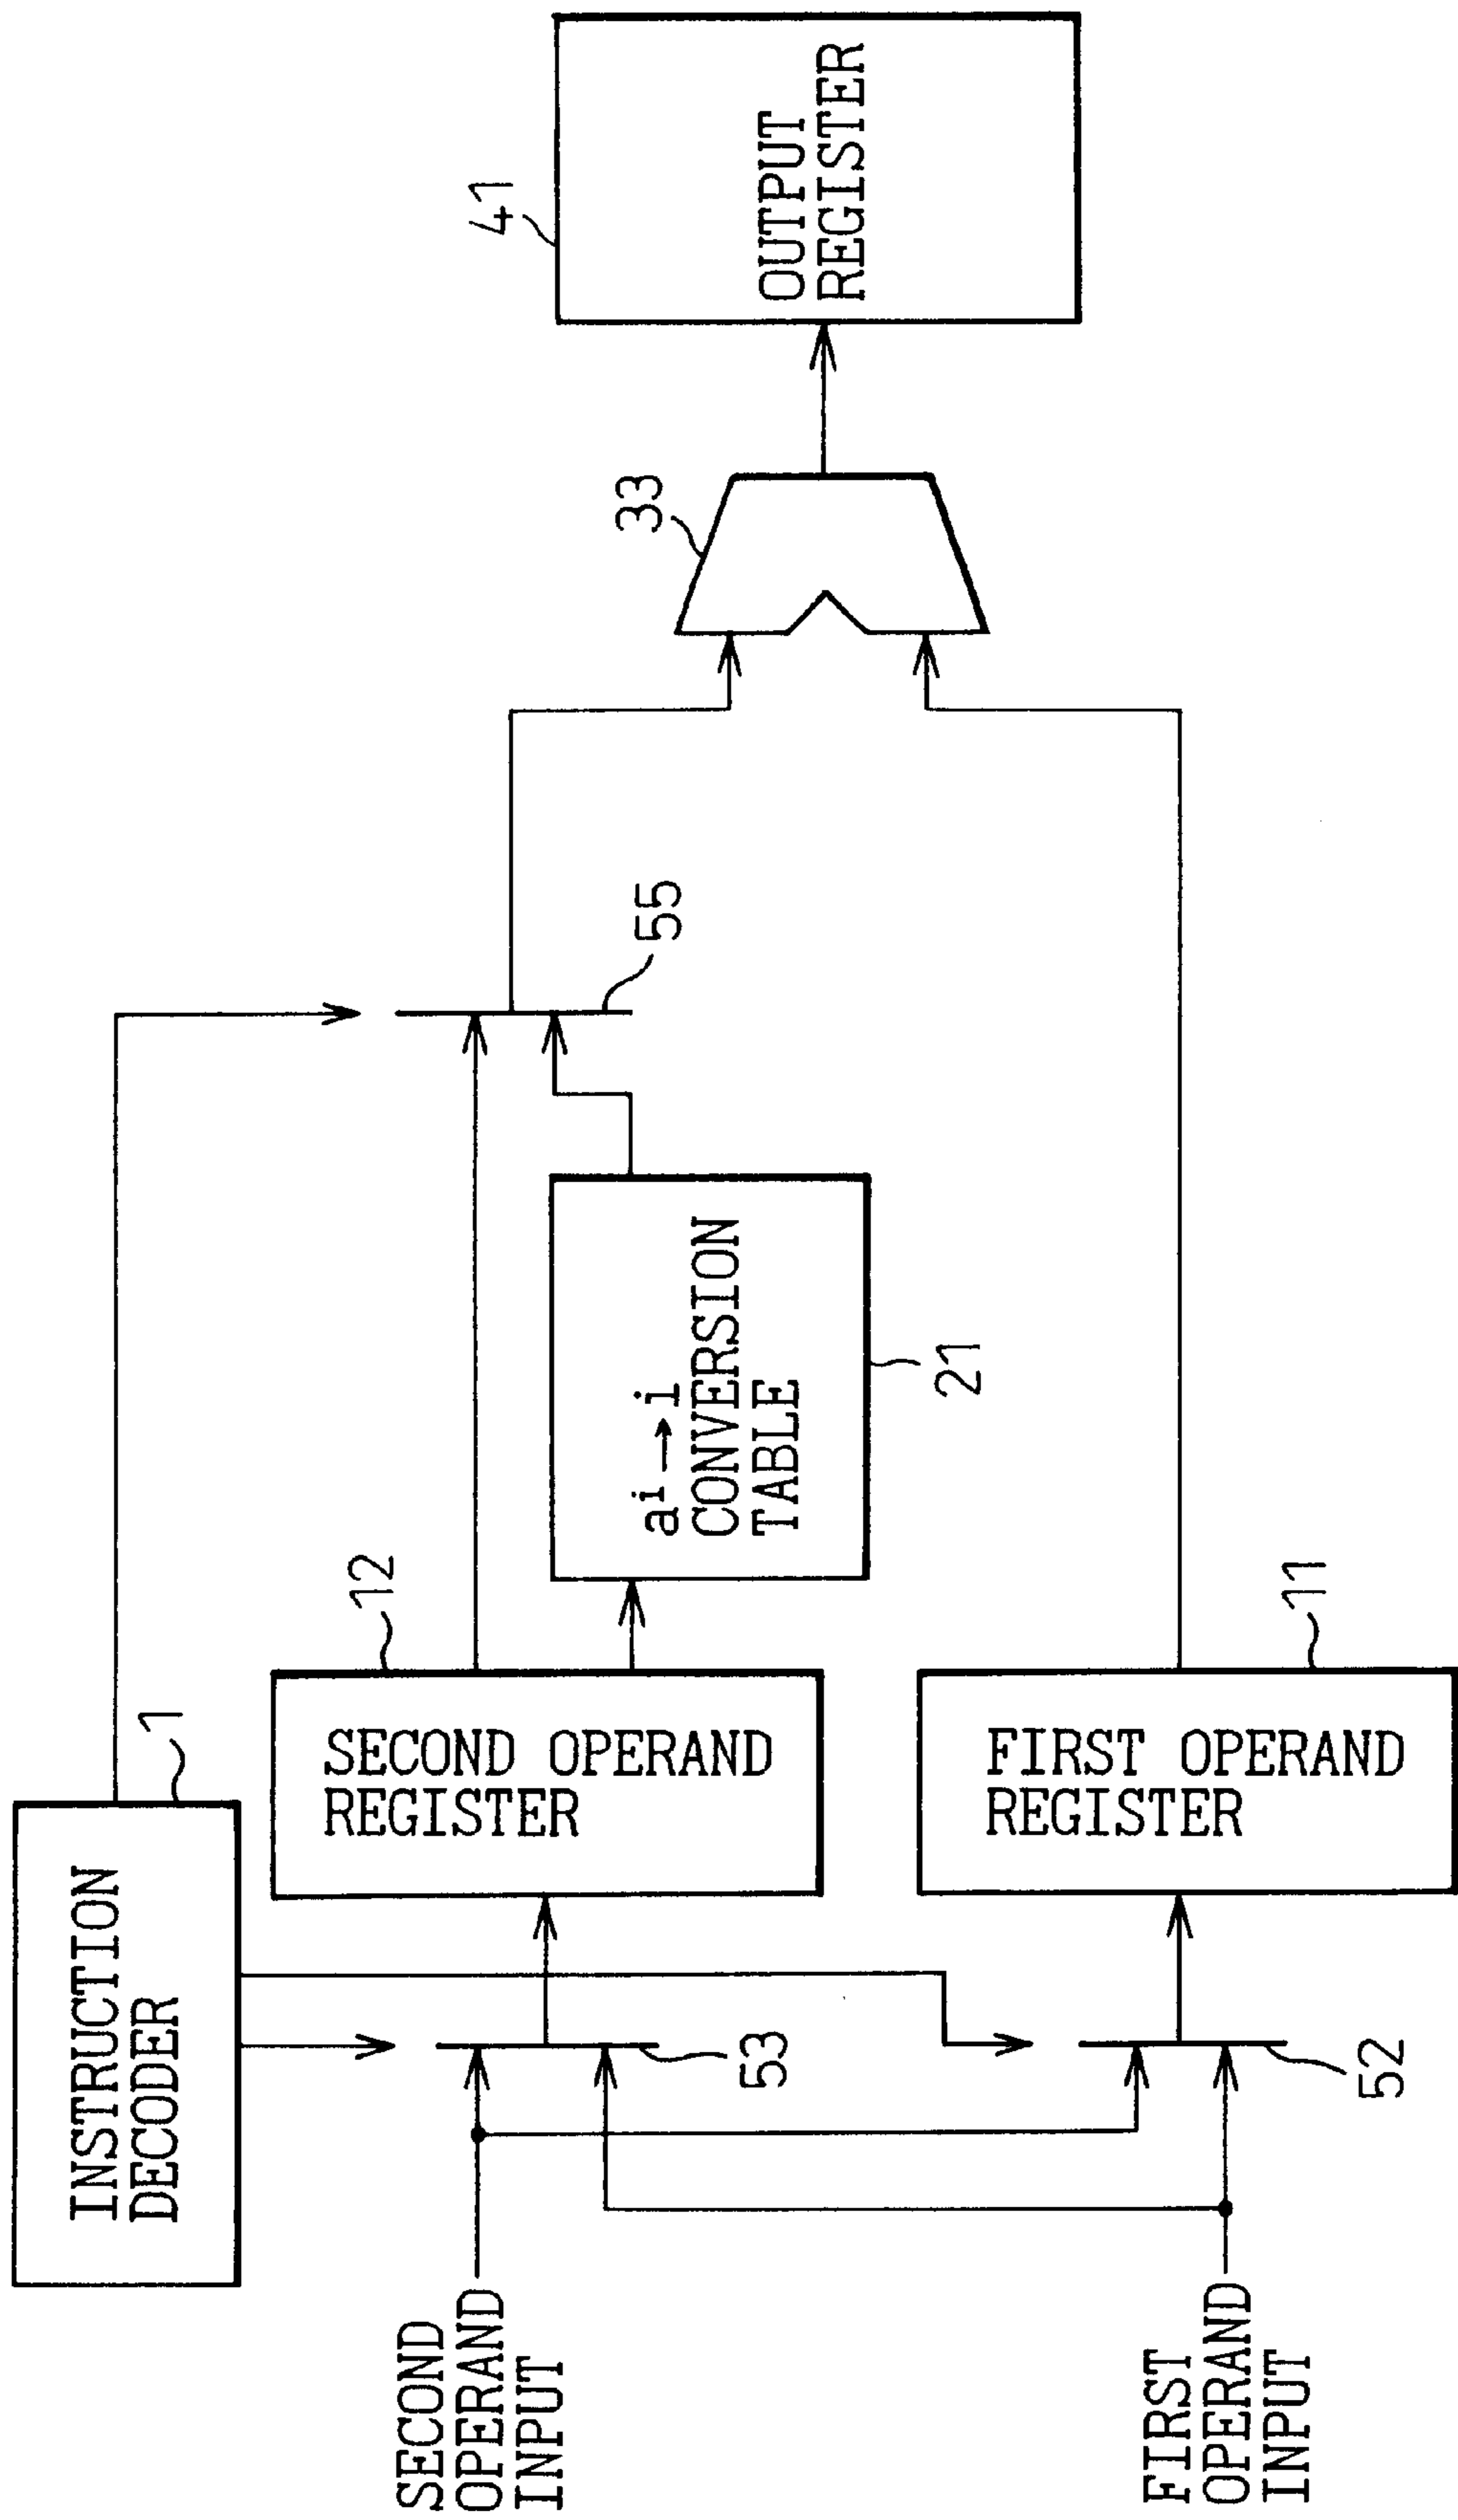 INSTRUCTION
DECODER
1
SECOND
OPERAND
INPUT
FIRST
OPERAND
INPUT
53
52
SECOND OPERAND
REGISTER
12
FIRST OPERAND
REGISTER
11
aⁱ→i
CONVERSION
TABLE
21
55
33
OUTPUT
REGISTER
41